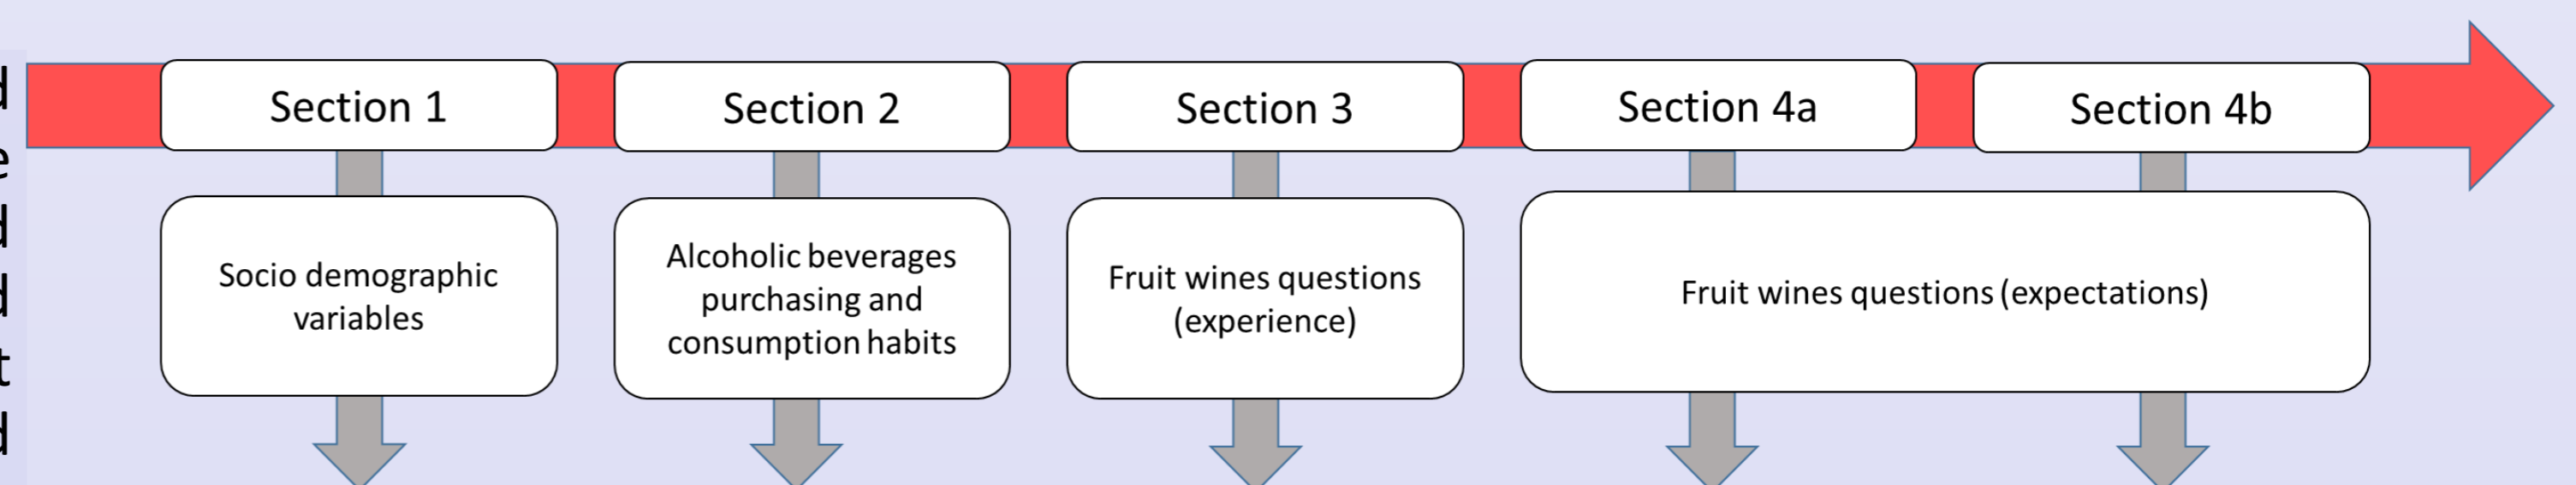 Section 1
Section 2
Section 3
Section 4a
Section 4b
Socio demographic
variables
Alcoholic beverages
purchasing and
consumption habits
Fruit wines questions
(experience)
Fruit wines questions (expectations)